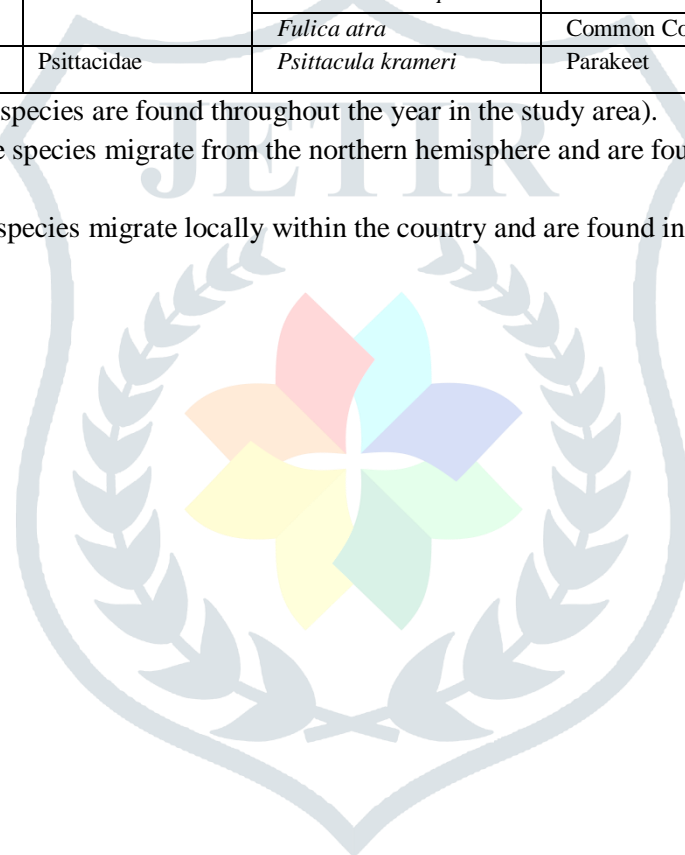 Fulica atra Common Co
Psittacidae Psittacula krameri Parakeet
species are found throughout the year in the study area).
species migrate from the northern hemisphere and are fou
species migrate locally within the country and are found in
JETIR